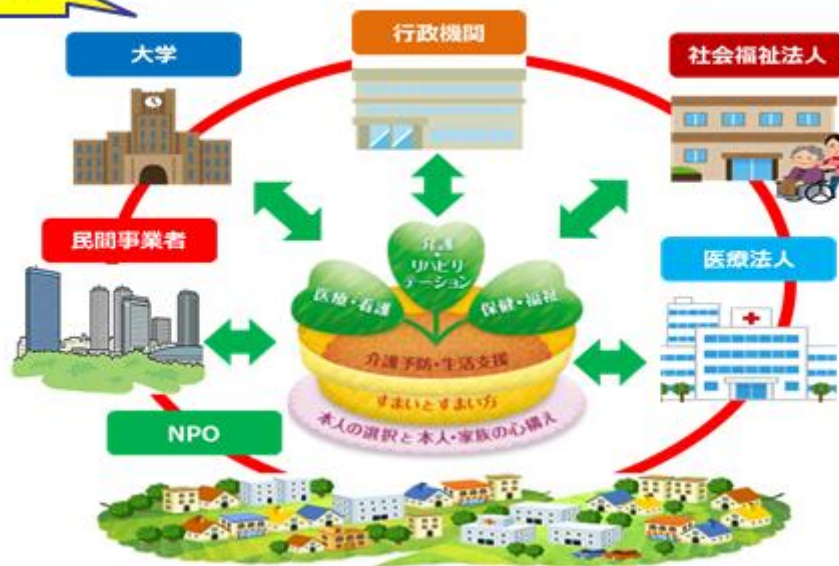 行政機関
大学
社会福祉法人
民間事業者
医療法人
介護
・
リハビリ
テーション
医療・看護
保健・福祉
介護予防・生活支援
すまいとすまい方
本人の選択と本人・家族の心構え
NPO